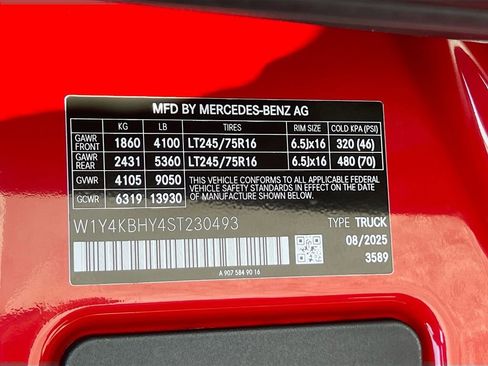 MFD BY MERCEDES-BENZ AG
KG LB TIRES RIM SIZE COLD KPA (PSI)
GAWR FRONT 1860 4100 LT245/75R16 6.5Jx16 320 (46)
GAWR REAR 2431 5360 LT245/75R16 6.5Jx16 480 (70)
GVWR 4105 9050 THIS VEHICLE CONFORMS TO ALL APPLICABLE FEDERAL
GCWR 6319 13930 MOTOR VEHICLE SAFETY STANDARDS IN EFFECT ON THE
DATE OF MANUFACTURE SHOWN ABOVE.
W1Y4KBHY4ST230493 TYPE TRUCK
08/2025
3589
A 907 584 90 16